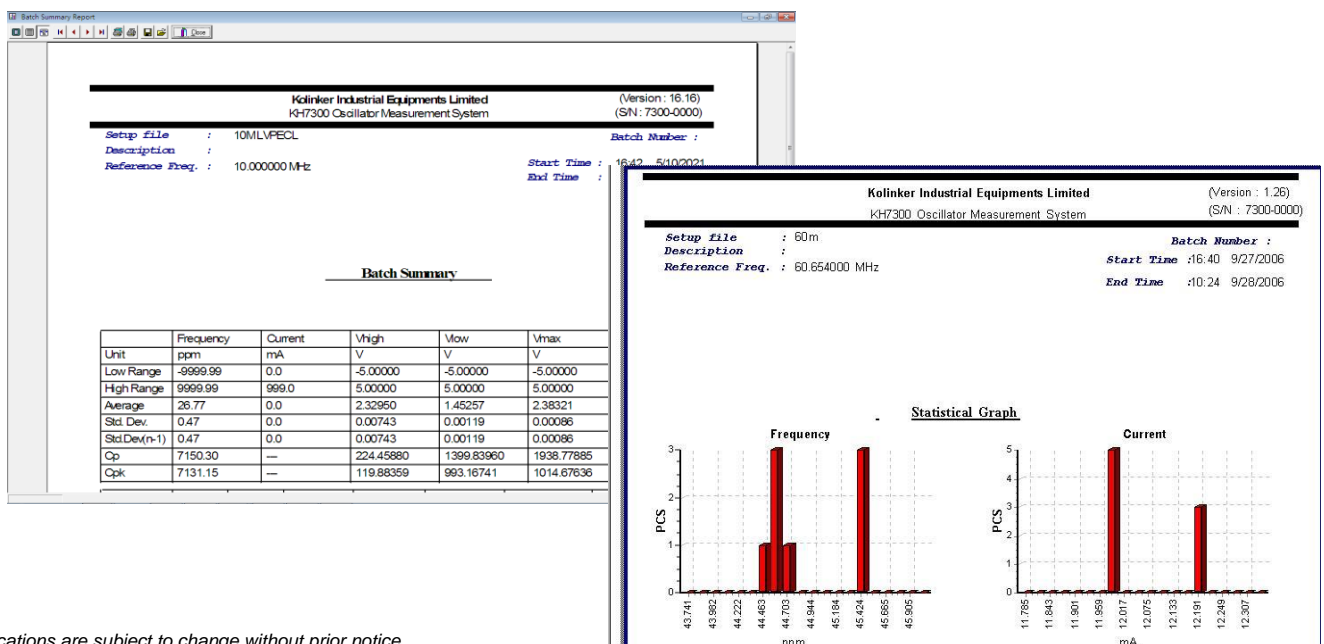 Batch Summary Report
Close
Kolinker Industrial Equipments Limited (Version : 16.16)
KH7300 Oscillator Measurement System (S/N : 7300-0000)
Setup file : 10MLVPECL Batch Number :
Description :
Reference Freq. : 10.000000 MHz Start Time : 16:42 5/10/2021
End Time :
Batch Summary
Frequency Current Vhigh Vlow Vmax
Unit ppm mA V V V
Low Range -9999.99 0.0 -5.00000 -5.00000 -5.00000
High Range 9999.99 999.0 5.00000 5.00000 5.00000
Average 26.77 0.0 2.32950 1.45257 2.38321
Std. Dev. 0.47 0.0 0.00743 0.00119 0.00086
Std.Dev(n-1) 0.47 0.0 0.00743 0.00119 0.00086
Cp 7150.30 --- 224.45880 1399.83960 1938.77885
Cpk 7131.15 --- 119.88359 993.16741 1014.67636
Kolinker Industrial Equipments Limited (Version : 1.26)
KH7300 Oscillator Measurement System (S/N : 7300-0000)
Setup file : 60m Batch Number :
Description :
Reference Freq. : 60.654000 MHz Start Time :16:40 9/27/2006
End Time :10:24 9/28/2006
Statistical Graph
Frequency
PCS
3
2
1
0
43.741 43.982 44.222 44.463 44.703 44.944 45.184 45.424 45.665 45.905
ppm
Current
PCS
5
4
3
2
1
0
11.785 11.843 11.901 11.959 12.017 12.075 12.133 12.191 12.249 12.307
mA
cations are subject to change without prior notice